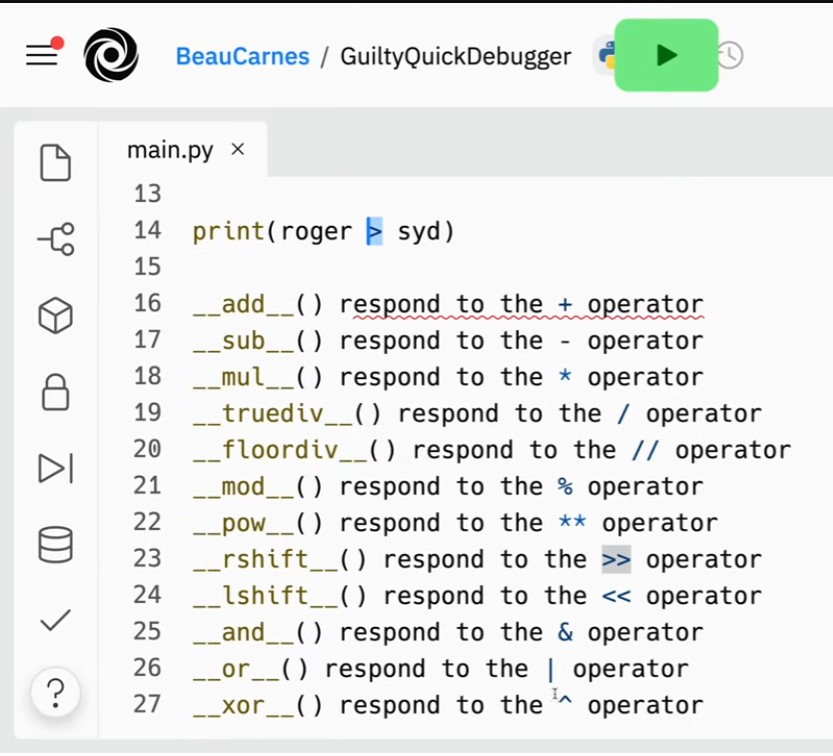 BeauCarnes / GuiltyQuickDebugger
main.py ×
13
14 print(roger > syd)
15
16 __add__() respond to the + operator
17 __sub__() respond to the - operator
18 __mul__() respond to the * operator
19 __truediv__() respond to the / operator
20 __floordiv__() respond to the // operator
21 __mod__() respond to the % operator
22 __pow__() respond to the ** operator
23 __rshift__() respond to the >> operator
24 __lshift__() respond to the << operator
25 __and__() respond to the & operator
26 __or__() respond to the | operator
27 __xor__() respond to the ^ operator
?